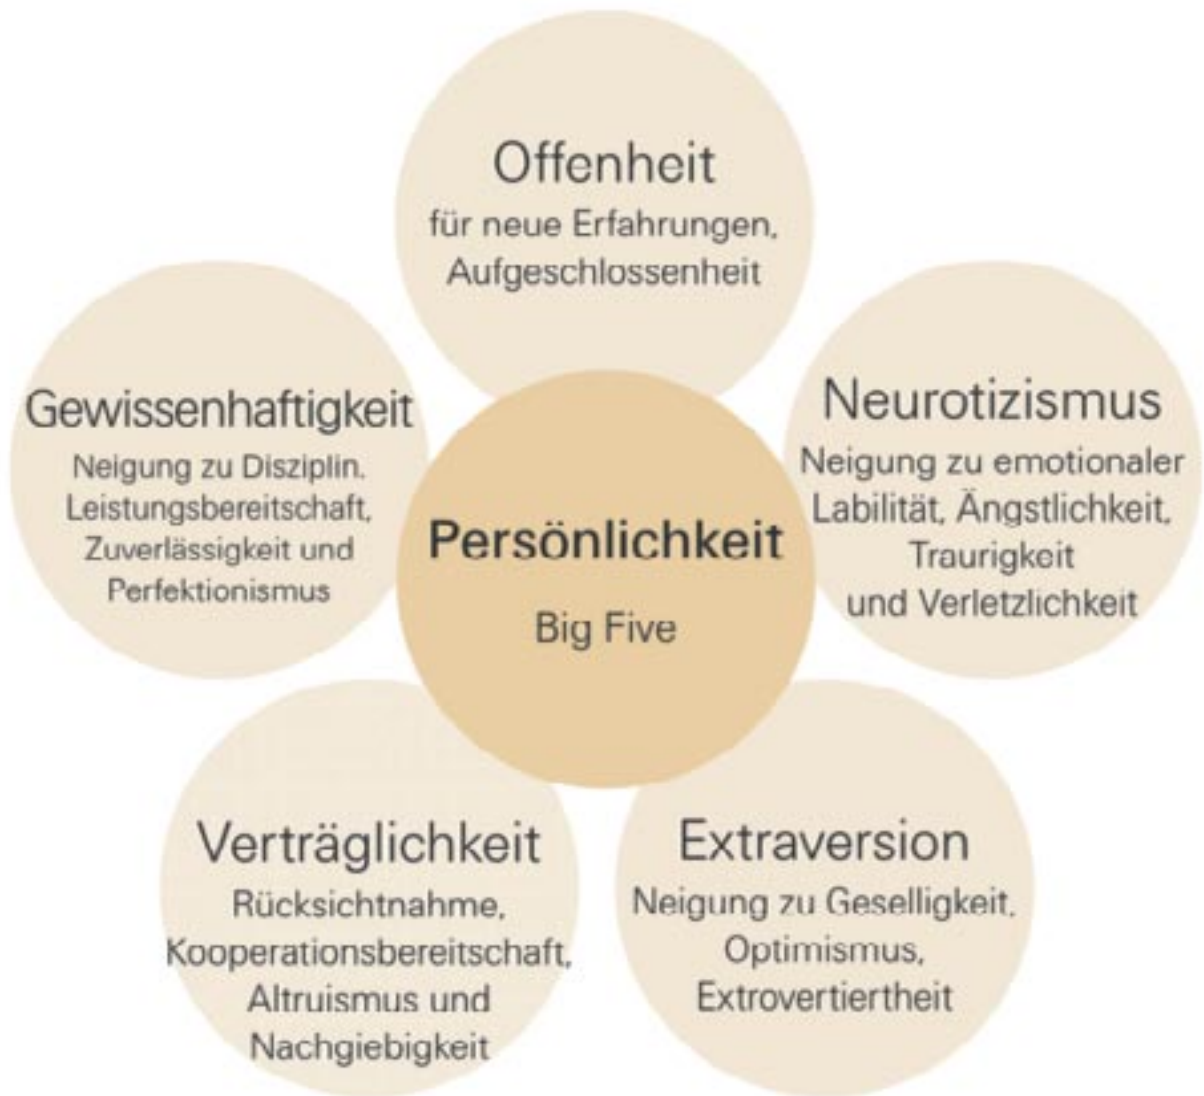 Offenheit
für neue Erfahrungen,
Aufgeschlossenheit
Gewissenhaftigkeit
Neigung zu Disziplin.
Leistungsbereitschaft,
Zuverlässigkeit und
Perfektionismus
Neurotizismus
Neigung zu emotionaler
Labilität, Ängstlichkeit,
Traurigkeit
und Verletzlichkeit
Persönlichkeit
Big Five
Verträglichkeit
Rücksichtnahme,
Kooperationsbereitschaft,
Altruismus und
Nachgiebigkeit
Extraversion
Neigung zu Geselligkeit,
Optimismus,
Extrovertiertheit